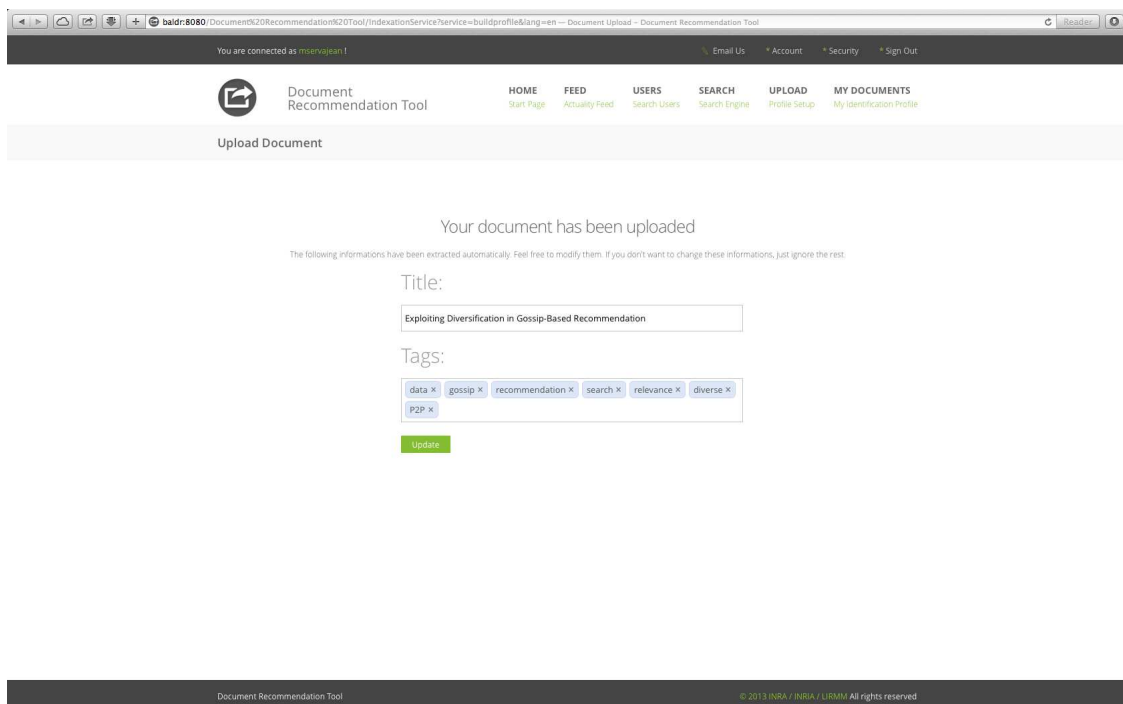 baldr:8080/Document%20Recommendation%20Tool/IndexationService?service=buildprofile&lang=en — Document Upload – Document Recommendation Tool
Reader
You are connected as mservajean !
Email Us * Account * Security * Sign Out
Document
Recommendation Tool
HOME FEED USERS SEARCH UPLOAD MY DOCUMENTS
Start Page Actuality Feed Search Users Search Engine Profile Setup My Identification Profile
Upload Document
Your document has been uploaded
The following informations have been extracted automatically. Feel free to modify them. If you don't want to change these informations, just ignore the rest.
Title:
Exploiting Diversification in Gossip-Based Recommendation
Tags:
data × gossip × recommendation × search × relevance × diverse ×
P2P ×
Update
Document Recommendation Tool © 2013 INRA / INRIA / LIRMM All rights reserved